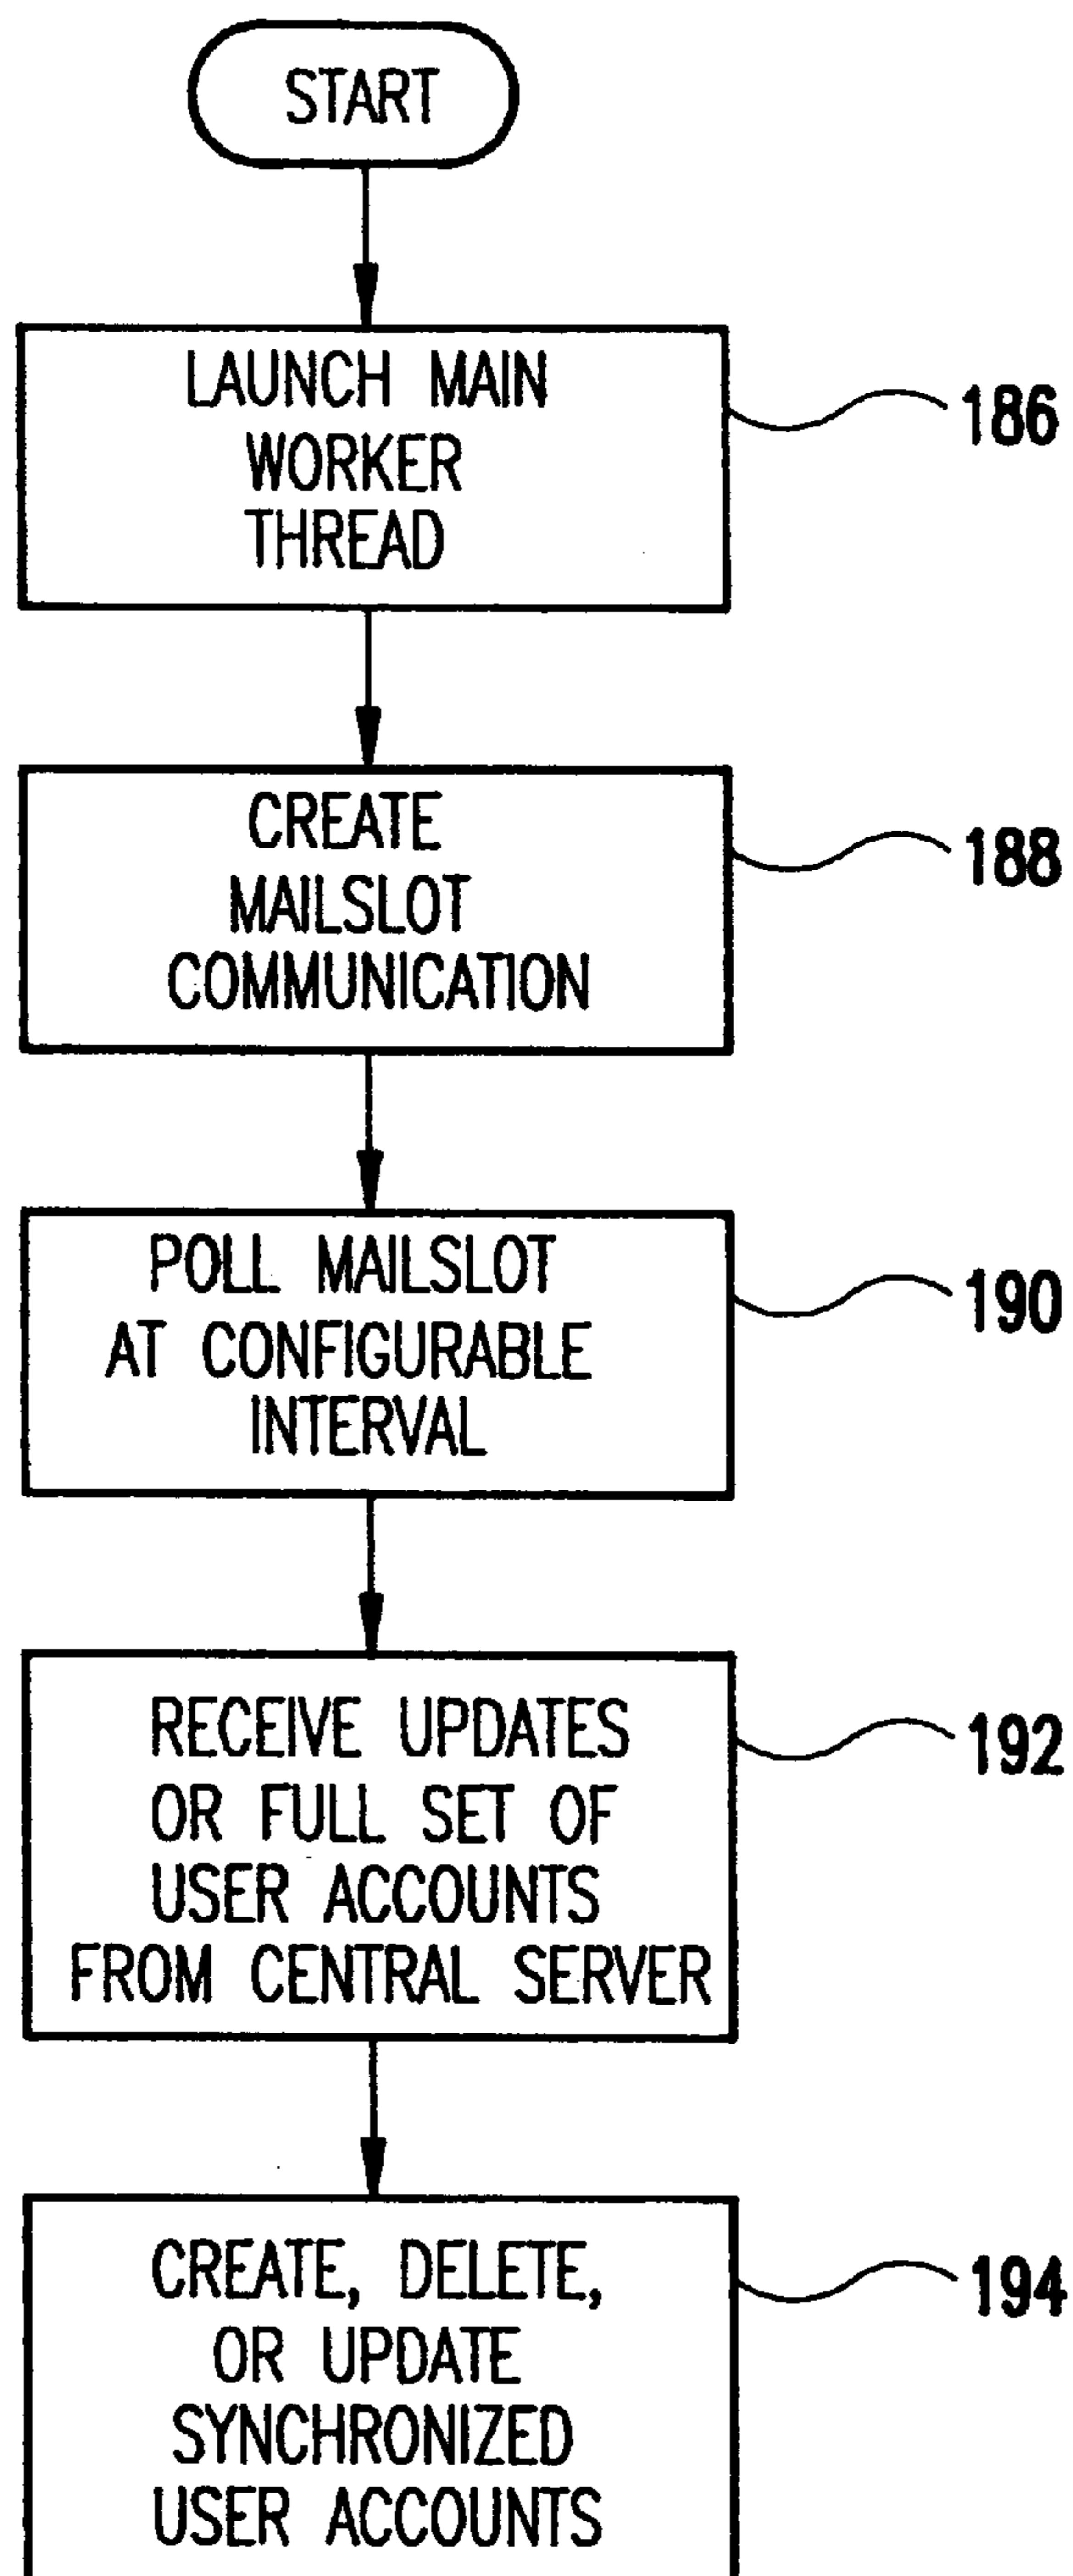 START
LAUNCH MAIN
WORKER
THREAD
186
CREATE
MAILSLOT
COMMUNICATION
188
POLL MAILSLOT
AT CONFIGURABLE
INTERVAL
190
RECEIVE UPDATES
OR FULL SET OF
USER ACCOUNTS
FROM CENTRAL SERVER
192
CREATE, DELETE,
OR UPDATE
SYNCHRONIZED
USER ACCOUNTS
194